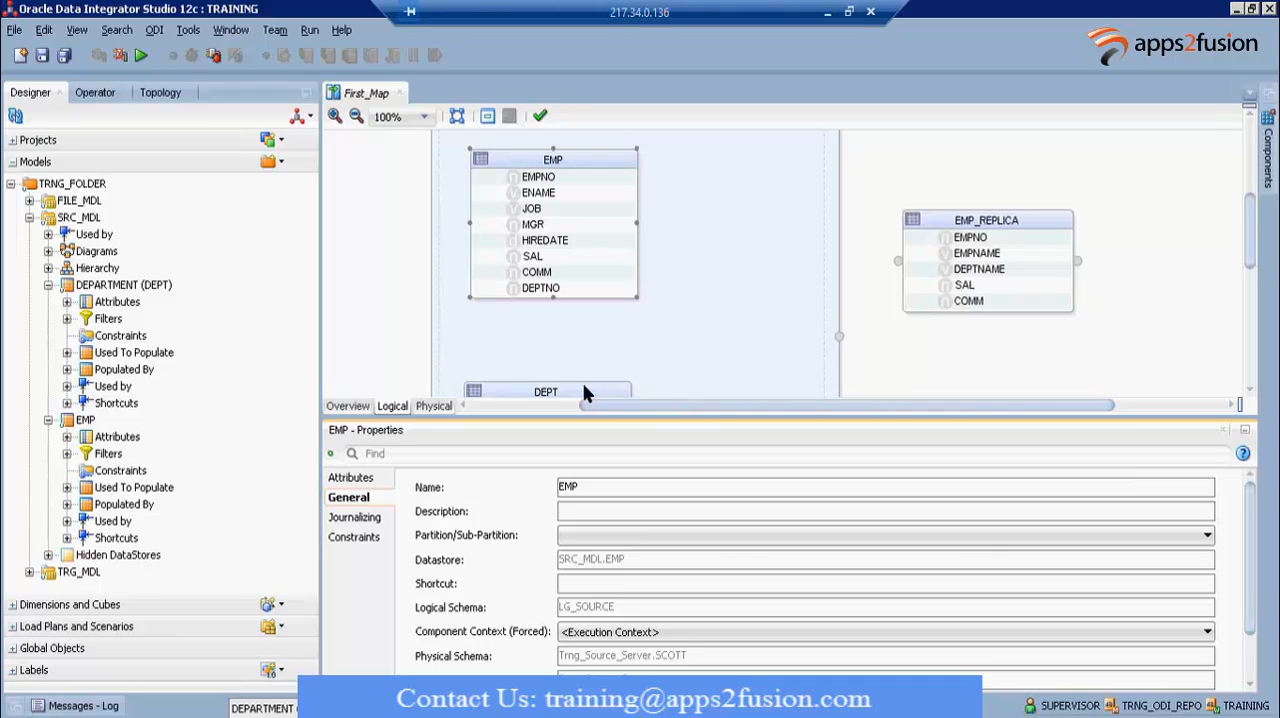 Oracle Data Integrator Studio 12c : TRAINING
217.34.0.136
File Edit View Search ODI Tools Window Team Run Help
apps2fusion
Designer Operator Topology
First_Map
100%
Components
Projects
Models
TRNG_FOLDER
FILE_MDL
SRC_MDL
Used by
Diagrams
Hierarchy
DEPARTMENT (DEPT)
Attributes
Filters
Constraints
Used To Populate
Populated By
Used by
Shortcuts
EMP
Attributes
Filters
Constraints
Used To Populate
Populated By
Used by
Shortcuts
Hidden DataStores
TRG_MDL
Dimensions and Cubes
Load Plans and Scenarios
Global Objects
Labels
EMP
EMPNO
ENAME
JOB
MGR
HIREDATE
SAL
COMM
DEPTNO
DEPT
EMP_REPLICA
EMPNO
EMPNAME
DEPTNAME
SAL
COMM
Overview Logical Physical
EMP - Properties
Find
Attributes
General
Journalizing
Constraints
Name: EMP
Description:
Partition/Sub-Partition:
Datastore: SRC_MDL.EMP
Shortcut:
Logical Schema: LG_SOURCE
Component Context (Forced): <Execution Context>
Physical Schema: Trng_Source_Server.SCOTT
Messages - Log
DEPARTMENT
Contact Us: training@apps2fusion.com
SUPERVISOR TRNG_ODI_REPO TRAINING